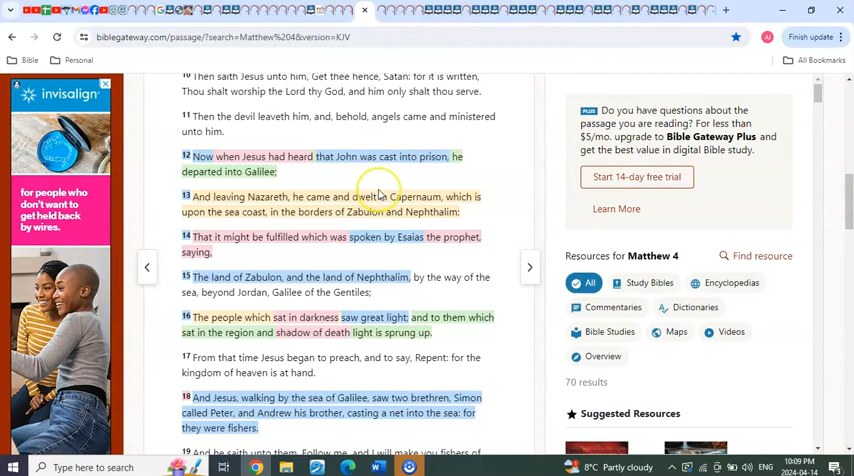 biblegateway.com/passage/?search=Matthew%204&version=KJV
AI
Finish update
Bible
Personal
All Bookmarks
invisalign
for people who
don't want to
get held back
by wires.
10 Then saith Jesus unto him, Get thee hence, Satan: for it is written,
Thou shalt worship the Lord thy God, and him only shalt thou serve.
11 Then the devil leaveth him, and, behold, angels came and ministered
unto him.
12 Now when Jesus had heard that John was cast into prison, he
departed into Galilee;
13 And leaving Nazareth, he came and dwelt in Capernaum, which is
upon the sea coast, in the borders of Zabulon and Nephthalim:
14 That it might be fulfilled which was spoken by Esaias the prophet,
saying,
15 The land of Zabulon, and the land of Nephthalim, by the way of the
sea, beyond Jordan, Galilee of the Gentiles;
16 The people which sat in darkness saw great light; and to them which
sat in the region and shadow of death light is sprung up.
17 From that time Jesus began to preach, and to say, Repent: for the
kingdom of heaven is at hand.
18 And Jesus, walking by the sea of Galilee, saw two brethren, Simon
called Peter, and Andrew his brother, casting a net into the sea: for
they were fishers.
19 And he saith unto them, Follow me, and I will make you fishers of
PLUS Do you have questions about the
passage you are reading? For less than
$5/mo. upgrade to Bible Gateway Plus and
get the best value in digital Bible study.
Start 14-day free trial
Learn More
Resources for Matthew 4
Find resource
All
Study Bibles
Encyclopedias
Commentaries
Dictionaries
Bible Studies
Maps
Videos
Overview
70 results
Suggested Resources
Type here to search
8°C Partly cloudy
ENG
10:09 PM
2024-04-14